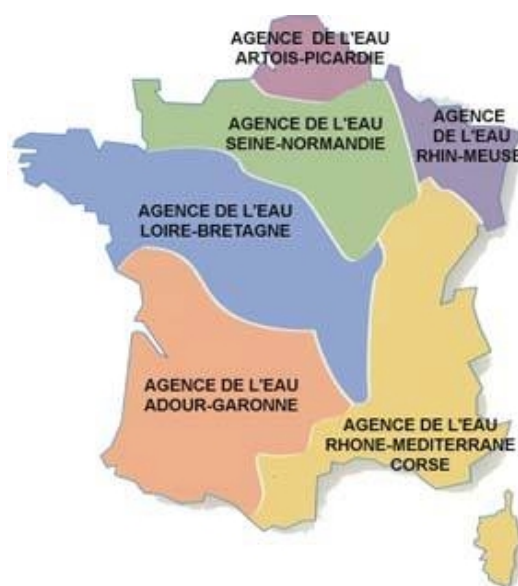 AGENCE DE L'EAU
ARTOIS-PICARDIE
AGENCE DE L'EAU
SEINE-NORMANDIE
AGENCE
DE L'EAU
RHIN-MEUSE
AGENCE DE L'EAU
LOIRE-BRETAGNE
AGENCE DE L'EAU
ADOUR-GARONNE
AGENCE DE L'EAU
RHONE-MEDITERRANE
CORSE